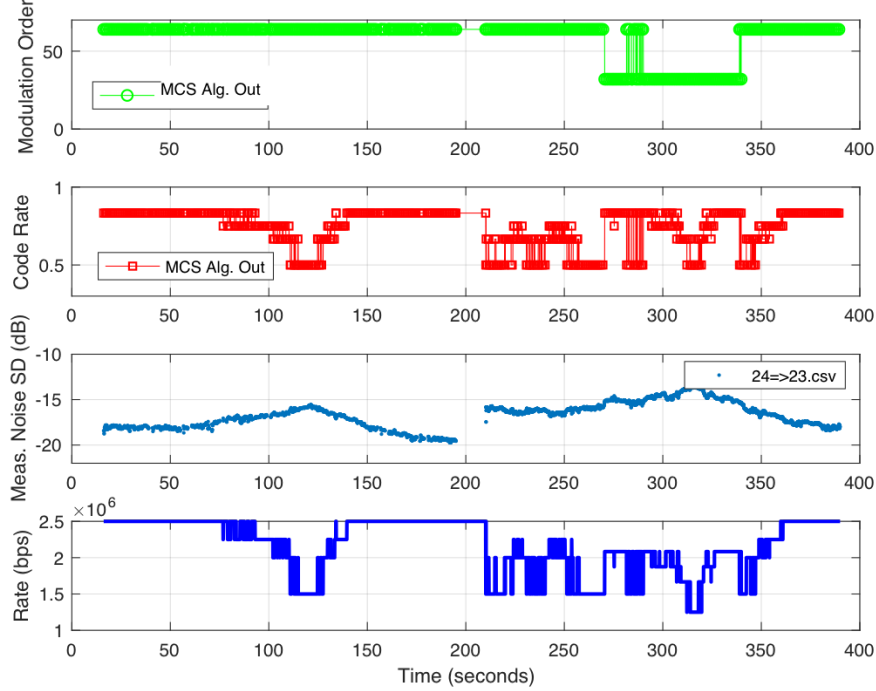 Modulation Order
50
0
MCS Alg. Out
0 50 100 150 200 250 300 350 400
Code Rate
1
0.5
MCS Alg. Out
0 50 100 150 200 250 300 350 400
Meas. Noise SD (dB)
-10
-15
-20
24=>23.csv
0 50 100 150 200 250 300 350 400
×10^6
Rate (bps)
2.5
2
1.5
1
0 50 100 150 200 250 300 350 400
Time (seconds)